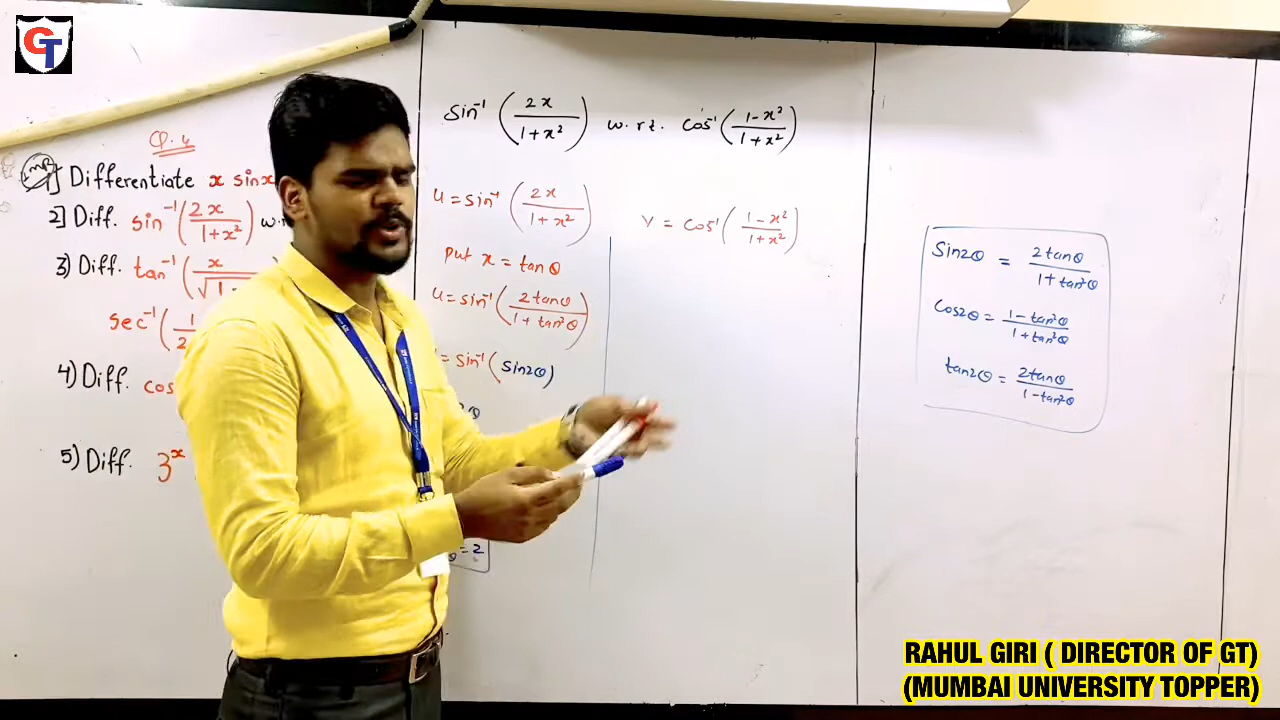 GT
Q. 4
1] Differentiate x sinx
2] Diff. sin⁻¹(2x/1+x²) w.r
3) Diff. tan⁻¹(x/√1-
sec⁻¹(1/2
4) Diff. cos
5) Diff. 3ˣ
Sin⁻¹(2x/1+x²) w.r.t. Cos⁻¹(1-x²/1+x²)
u = sin⁻¹(2x/1+x²)
Put x = tanθ
u = sin⁻¹(2tanθ/1+tan²θ)
= sin⁻¹(sin2θ)
θ
θ = 2
V = Cos⁻¹(1-x²/1+x²)
Sin2θ = 2tanθ/1+tan²θ
Cos2θ = 1-tan²θ/1+tan²θ
tan2θ = 2tanθ/1-tan²θ
RAHUL GIRI ( DIRECTOR OF GT)
(MUMBAI UNIVERSITY TOPPER)